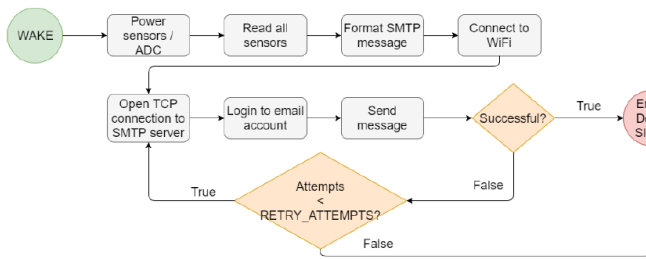 WAKE
Power
sensors /
ADC
Read all
sensors
Format SMTP
message
Connect to
WiFi
Open TCP
connection to
SMTP server
Login to email
account
Send
message
Successful?
True
False
Attempts
<
RETRY_ATTEMPTS?
True
False